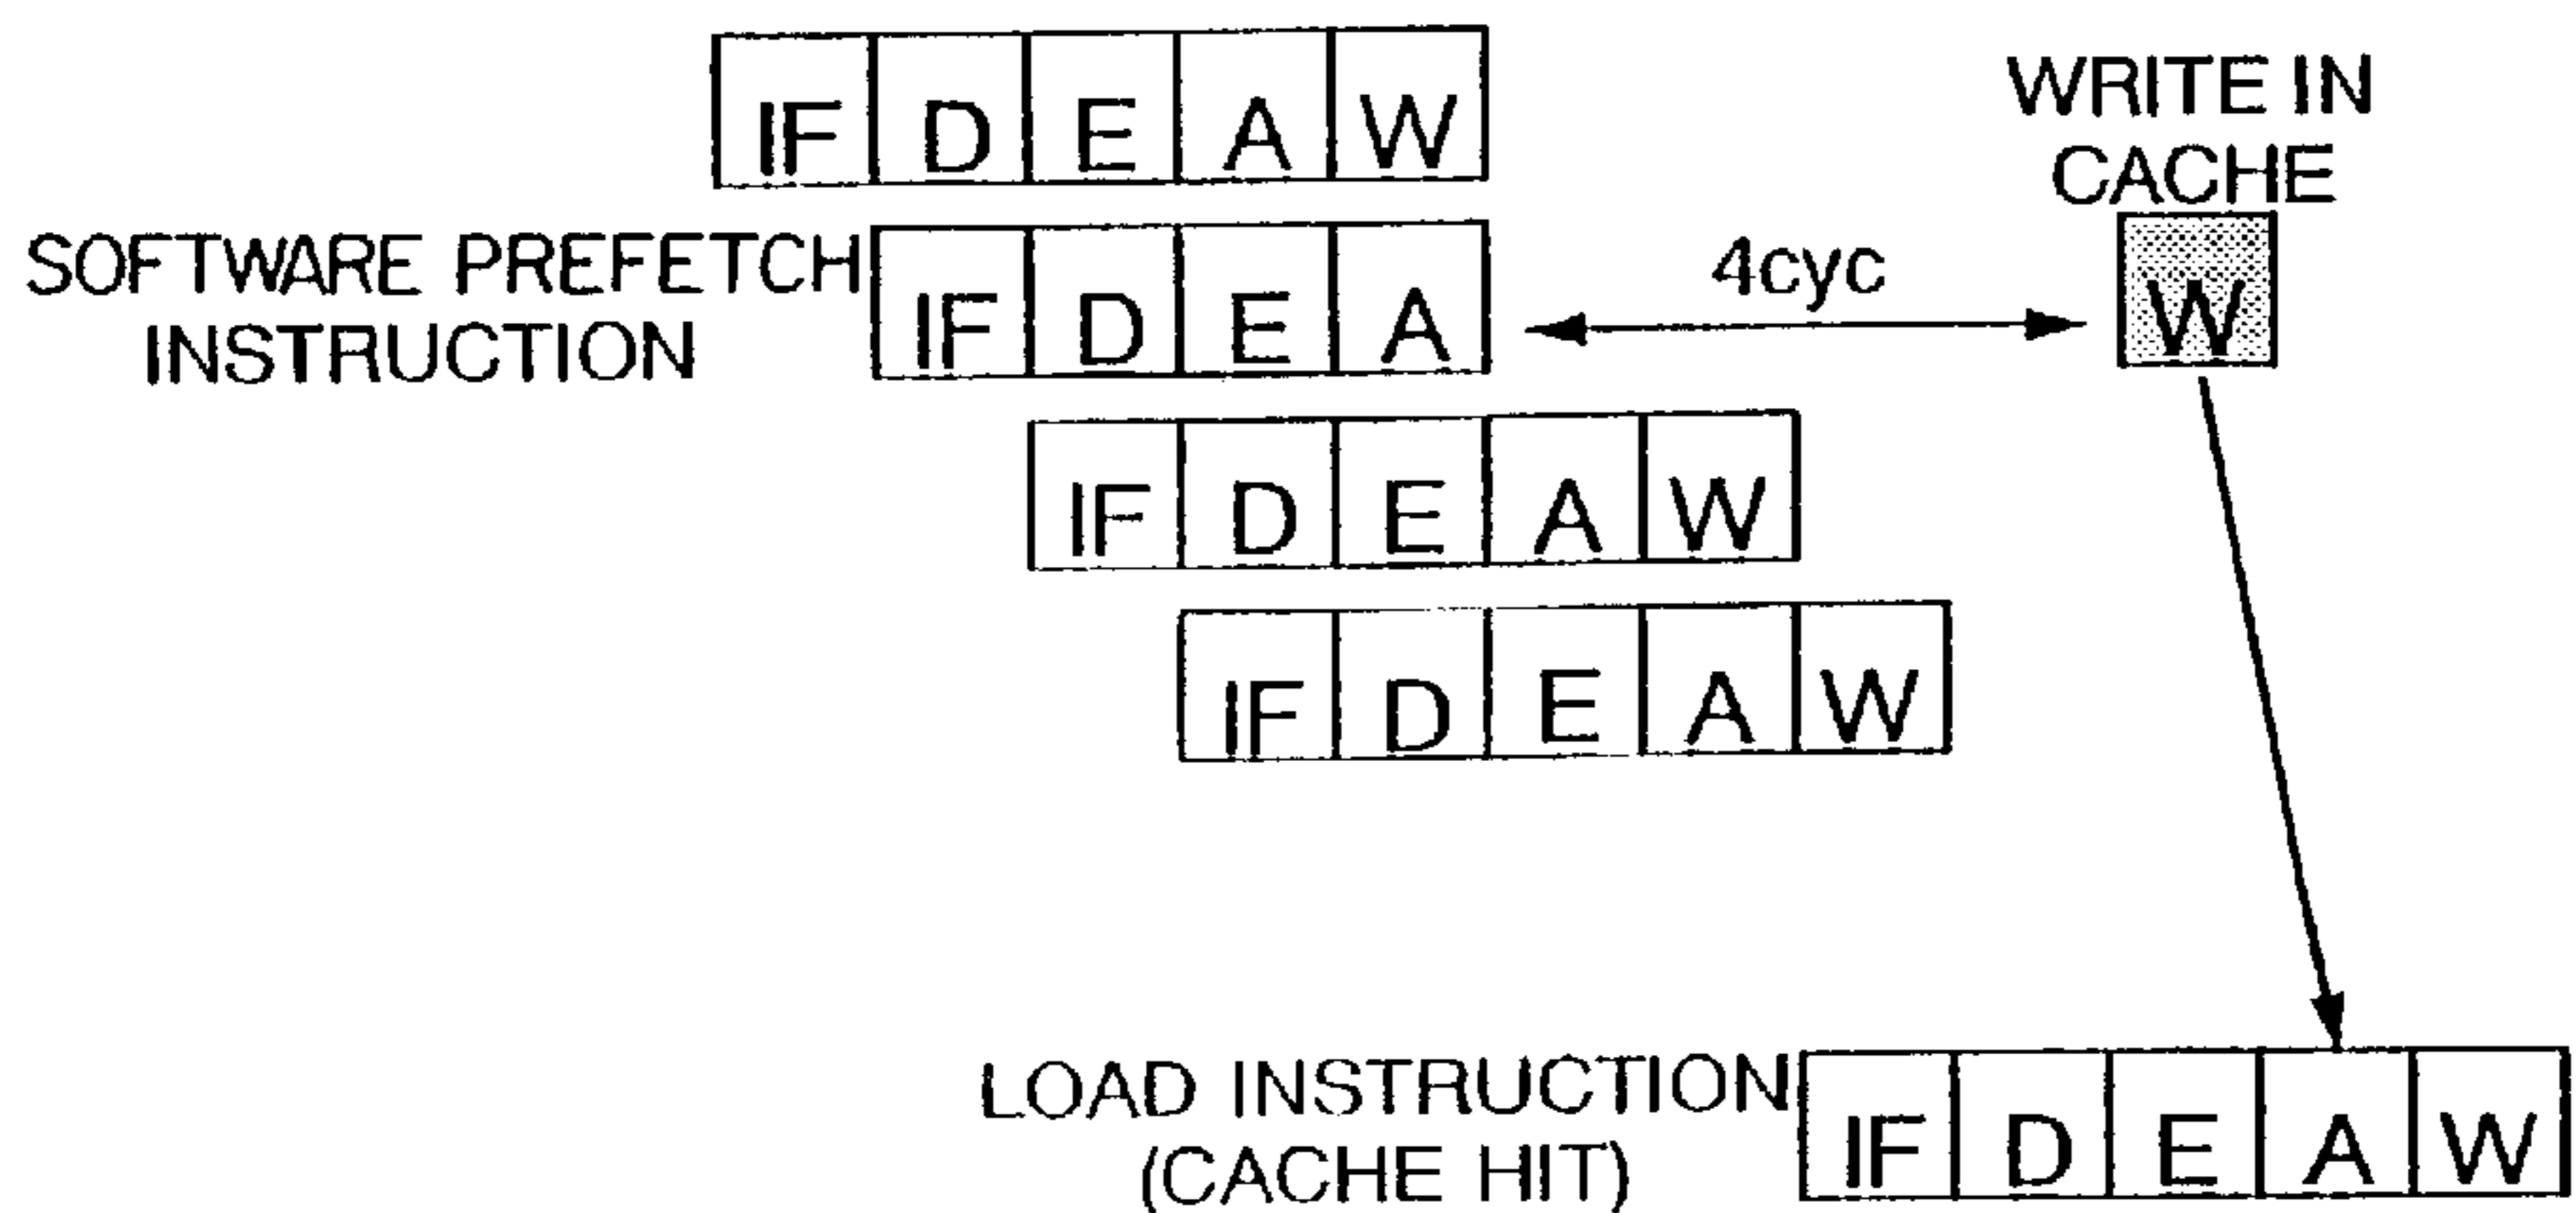 IF D E A W
WRITE IN
CACHE
SOFTWARE PREFETCH
INSTRUCTION
IF D E A
4cyc
W
IF D E A W
IF D E A W
LOAD INSTRUCTION
(CACHE HIT)
IF D E A W